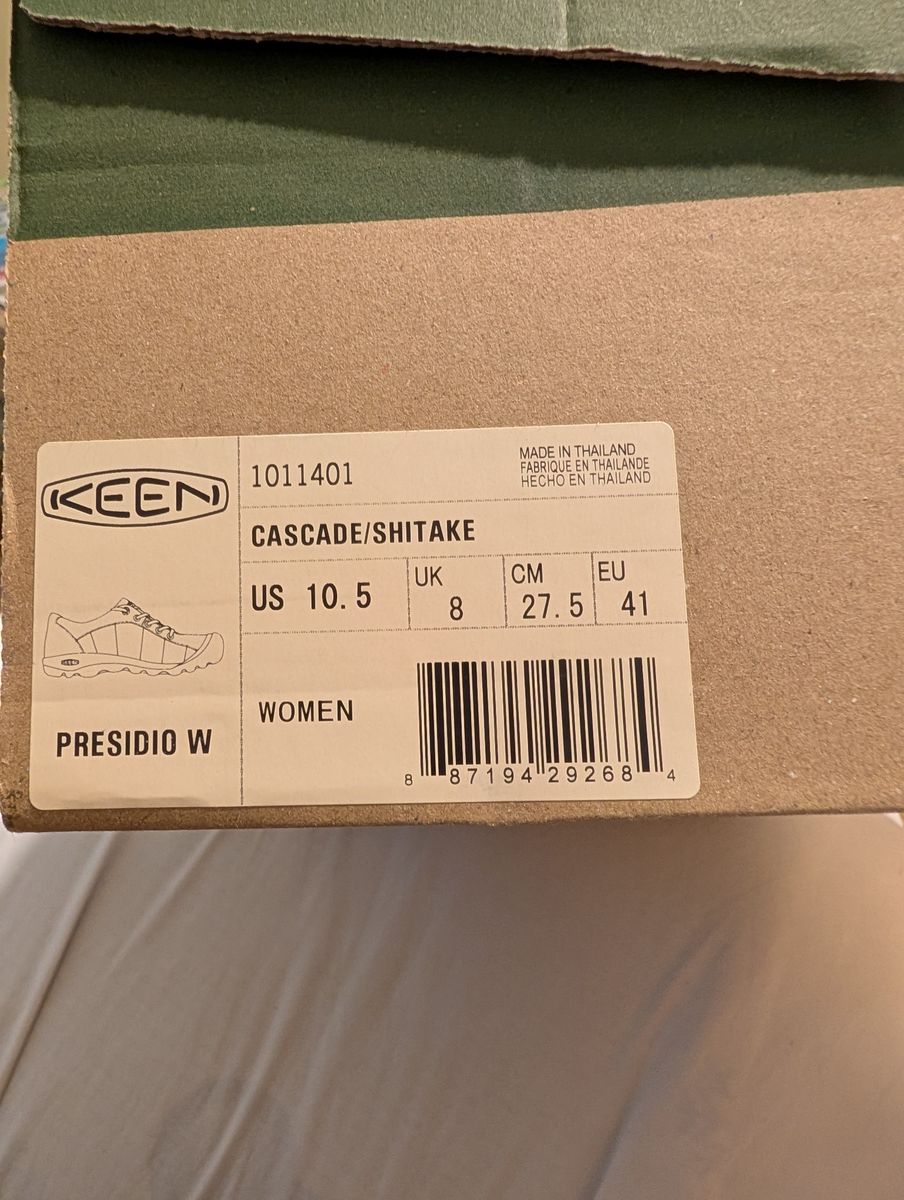 KEEN
1011401
MADE IN THAILAND
FABRIQUE EN THAILANDE
HECHO EN THAILAND
CASCADE/SHITAKE
US 10.5
UK 8
CM 27.5
EU 41
PRESIDIO W
WOMEN
8 87194 29268 4